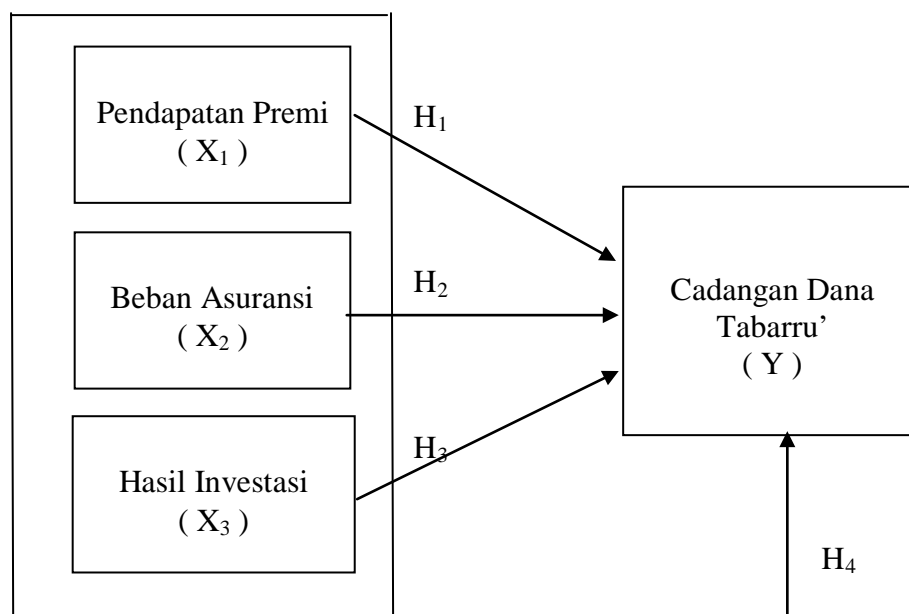 Pendapatan Premi
( X₁ )
H₁
Beban Asuransi
( X₂ )
H₂
Cadangan Dana
Tabarru’
( Y )
Hasil Investasi
( X₃ )
H₃
H₄